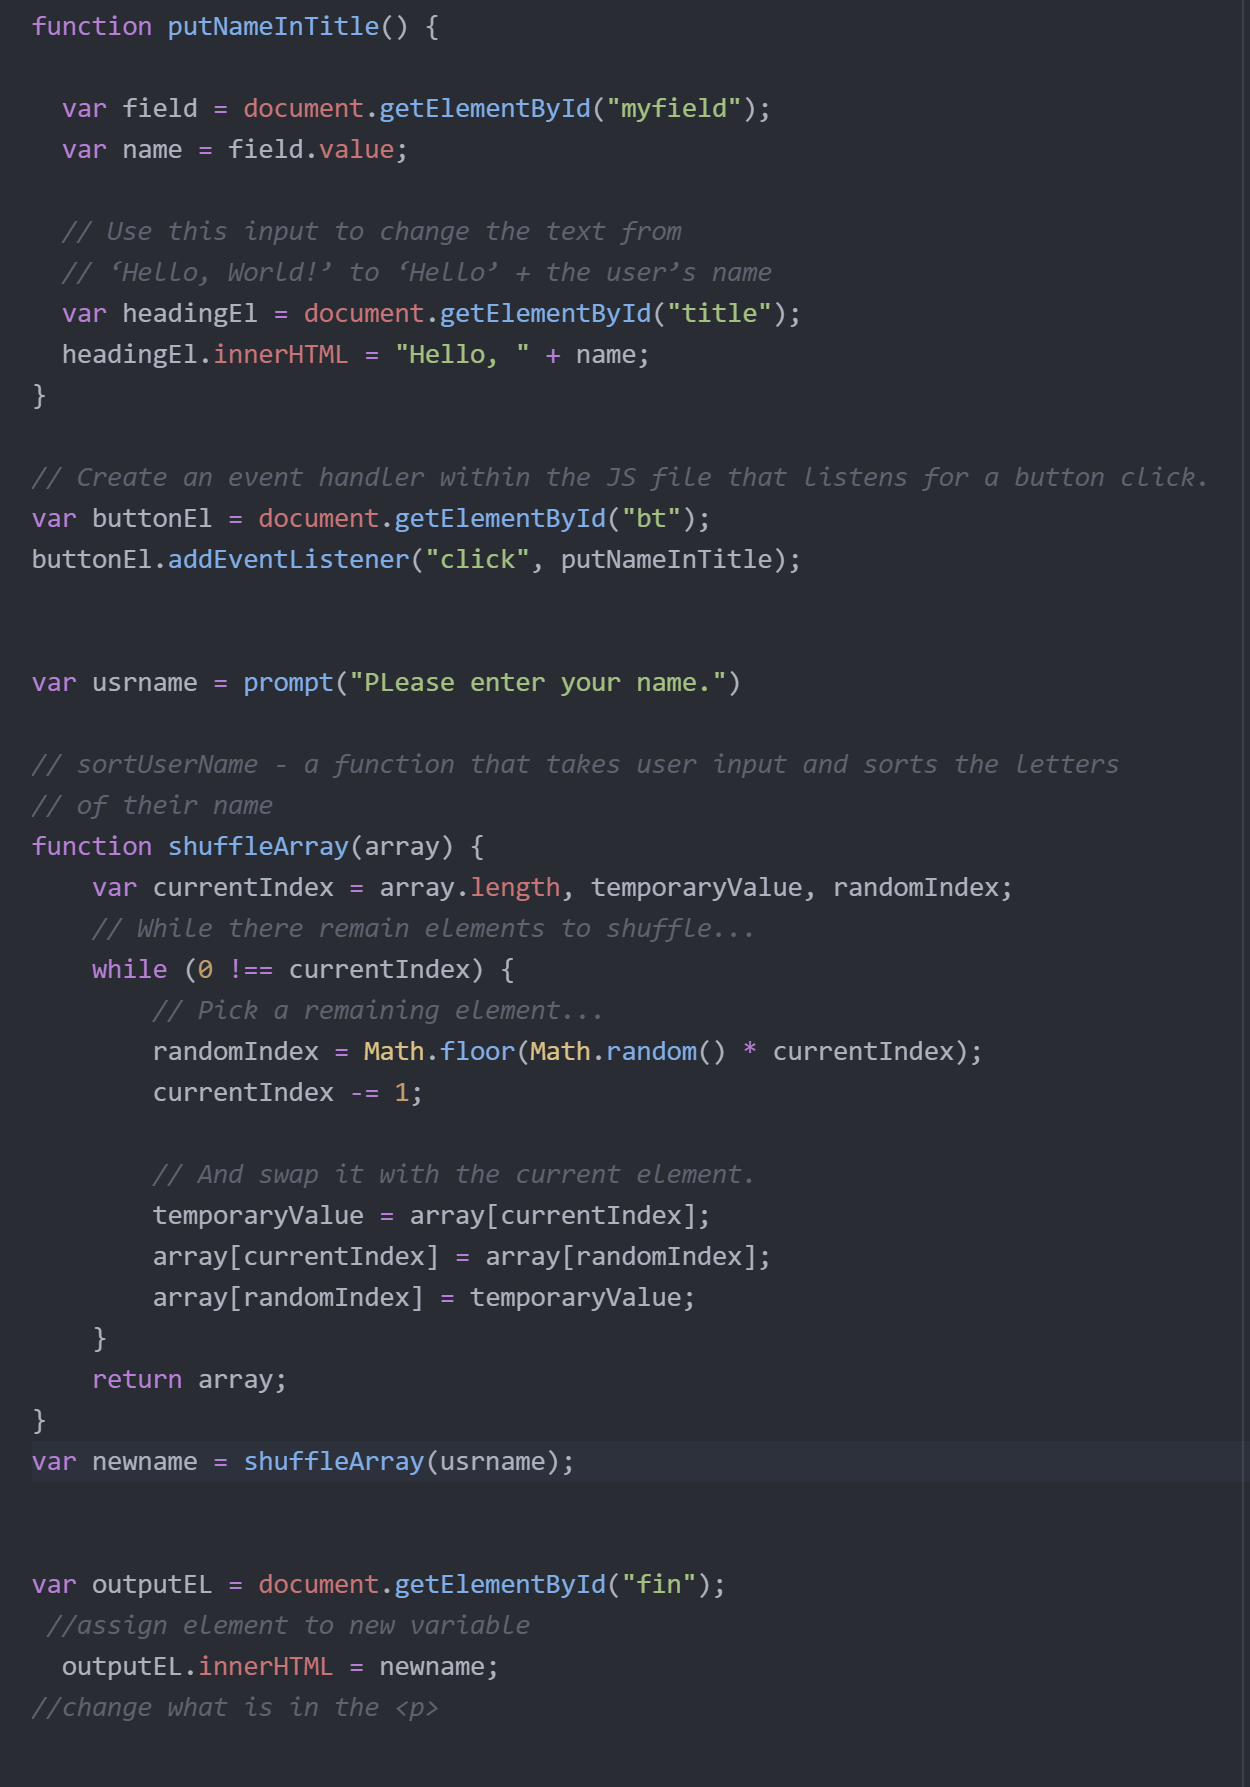 function putNameInTitle() {
var field = document.getElementById("myfield");
var name = field.value;
// Use this input to change the text from
// ‘Hello, World!’ to ‘Hello’ + the user’s name
var headingEl = document.getElementById("title");
headingEl.innerHTML = "Hello, " + name;
}
// Create an event handler within the JS file that listens for a button click.
var buttonEl = document.getElementById("bt");
buttonEl.addEventListener("click", putNameInTitle);
var usrname = prompt("PLease enter your name.")
// sortUserName - a function that takes user input and sorts the letters
// of their name
function shuffleArray(array) {
var currentIndex = array.length, temporaryValue, randomIndex;
// While there remain elements to shuffle...
while (0 !== currentIndex) {
// Pick a remaining element...
randomIndex = Math.floor(Math.random() * currentIndex);
currentIndex -= 1;
// And swap it with the current element.
temporaryValue = array[currentIndex];
array[currentIndex] = array[randomIndex];
array[randomIndex] = temporaryValue;
}
return array;
}
var newname = shuffleArray(usrname);
var outputEL = document.getElementById("fin");
//assign element to new variable
outputEL.innerHTML = newname;
//change what is in the <p>